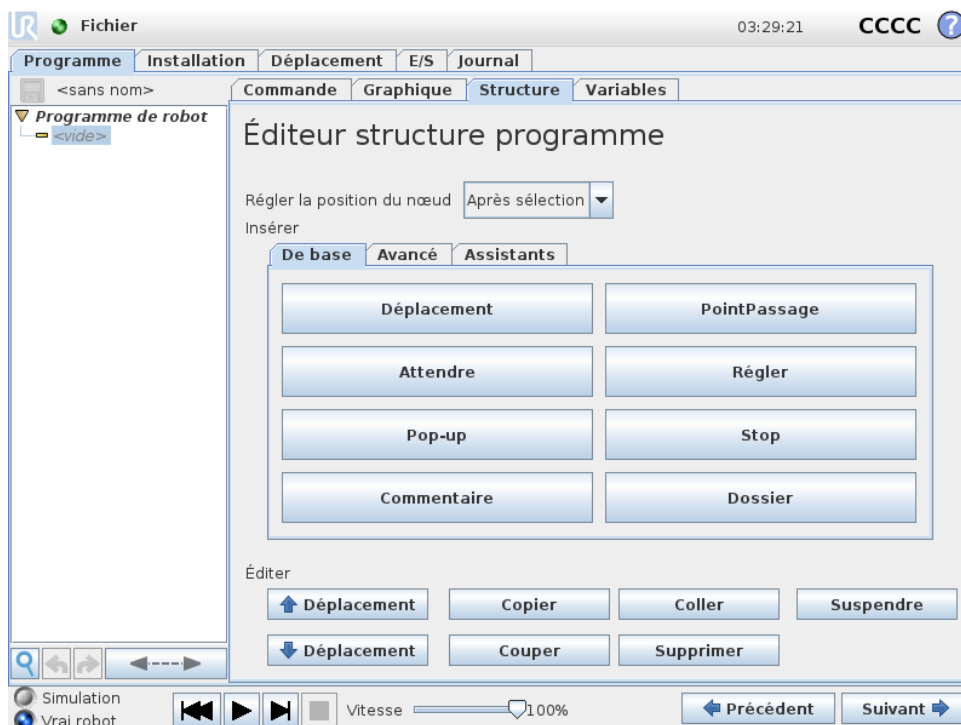 UR Fichier 03:29:21 CCCC ?
Programme Installation Déplacement E/S Journal
<sans nom> Commande Graphique Structure Variables
Programme de robot
<vide>
Éditeur structure programme
Régler la position du nœud Après sélection
Insérer
De base Avancé Assistants
Déplacement PointPassage
Attendre Régler
Pop-up Stop
Commentaire Dossier
Éditer
Déplacement Copier Coller Suspendre
Déplacement Couper Supprimer
Simulation
Vrai robot Vitesse 100% Précédent Suivant